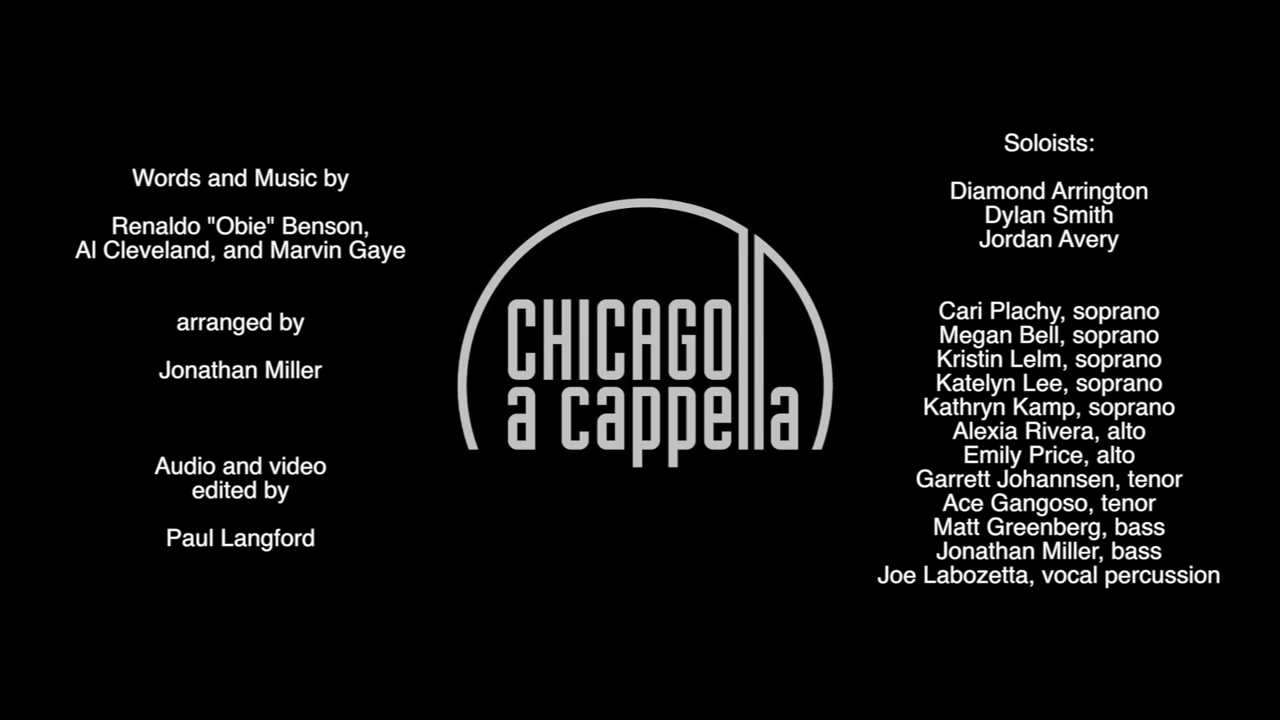 Words and Music by
Renaldo "Obie" Benson,
Al Cleveland, and Marvin Gaye
arranged by
Jonathan Miller
Audio and video
edited by
Paul Langford
CHICAGO
a cappella
Soloists:
Diamond Arrington
Dylan Smith
Jordan Avery
Cari Plachy, soprano
Megan Bell, soprano
Kristin Lelm, soprano
Katelyn Lee, soprano
Kathryn Kamp, soprano
Alexia Rivera, alto
Emily Price, alto
Garrett Johannsen, tenor
Ace Gangoso, tenor
Matt Greenberg, bass
Jonathan Miller, bass
Joe Labozetta, vocal percussion